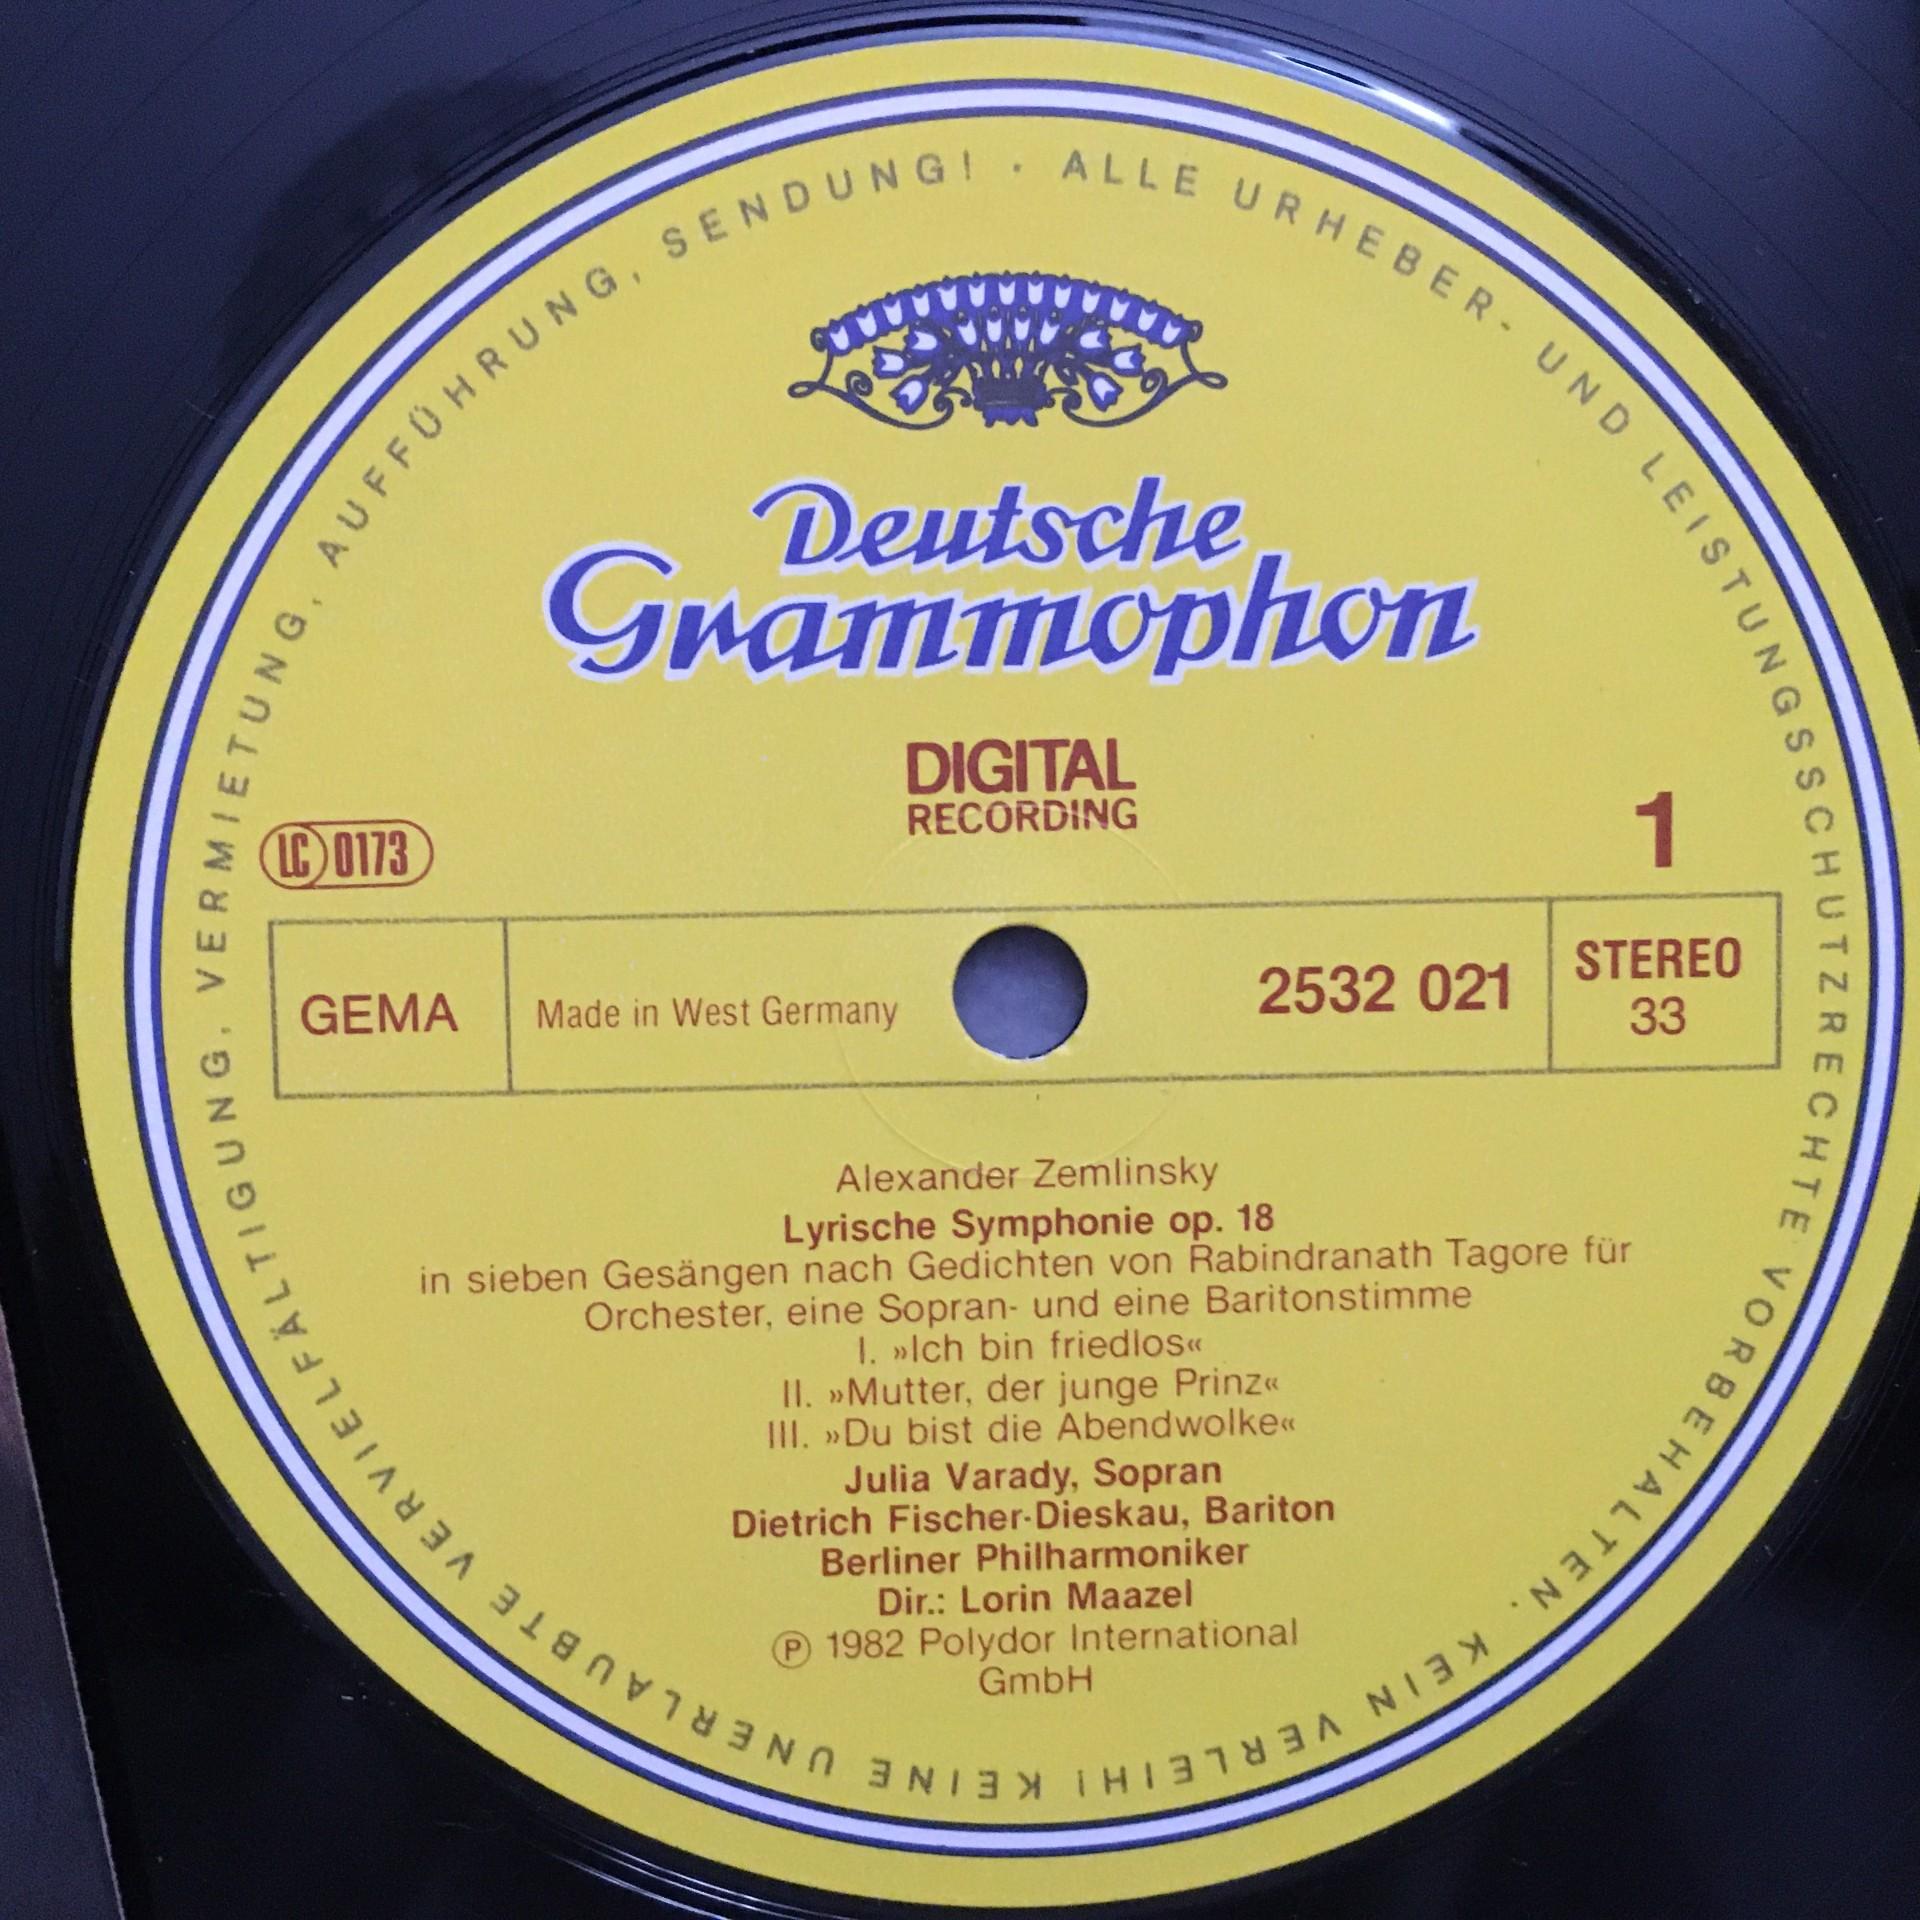 ALLE URHEBER- UND LEISTUNGSSCHUTZRECHTE VORBEHALTEN. KEIN VERLEIH! KEINE UNERLAUBTE VERVIELFÄLTIGUNG, VERMIETUNG, AUFFÜHRUNG, SENDUNG! ·
Deutsche
Grammophon
DIGITAL
RECORDING
LC 0173
1
GEMA
Made in West Germany
2532 021
STEREO
33
Alexander Zemlinsky
Lyrische Symphonie op. 18
in sieben Gesängen nach Gedichten von Rabindranath Tagore für
Orchester, eine Sopran- und eine Baritonstimme
I. »Ich bin friedlos«
II. »Mutter, der junge Prinz«
III. »Du bist die Abendwolke«
Julia Varady, Sopran
Dietrich Fischer-Dieskau, Bariton
Berliner Philharmoniker
Dir.: Lorin Maazel
Ⓟ 1982 Polydor International
GmbH